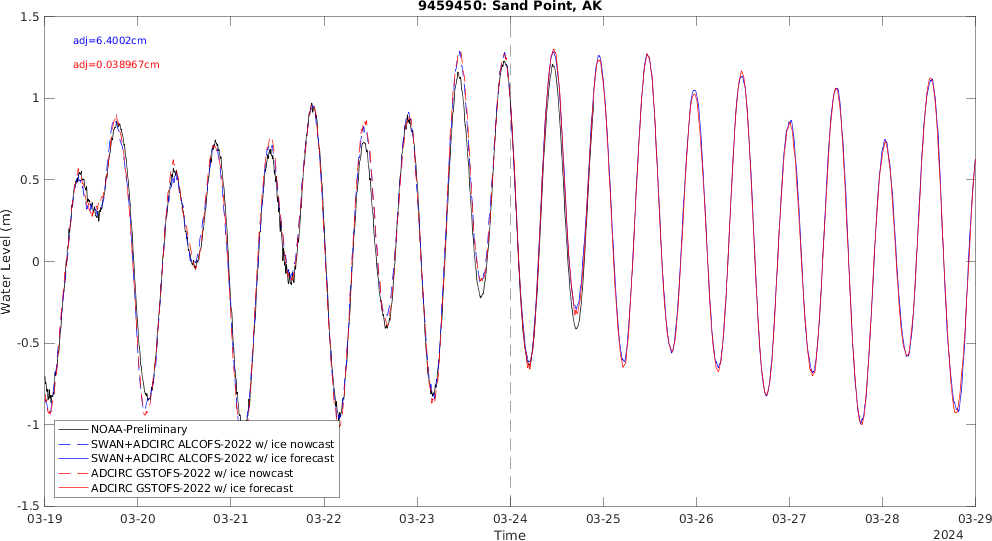 9459450: Sand Point, AK
adj=6.4002cm
adj=0.038967cm
Water Level (m)
1.5
1
0.5
0
-0.5
-1
-1.5
NOAA-Preliminary
SWAN+ADCIRC ALCOFS-2022 w/ ice nowcast
SWAN+ADCIRC ALCOFS-2022 w/ ice forecast
ADCIRC GSTOFS-2022 w/ ice nowcast
ADCIRC GSTOFS-2022 w/ ice forecast
03-19 03-20 03-21 03-22 03-23 03-24 03-25 03-26 03-27 03-28 03-29
Time
2024